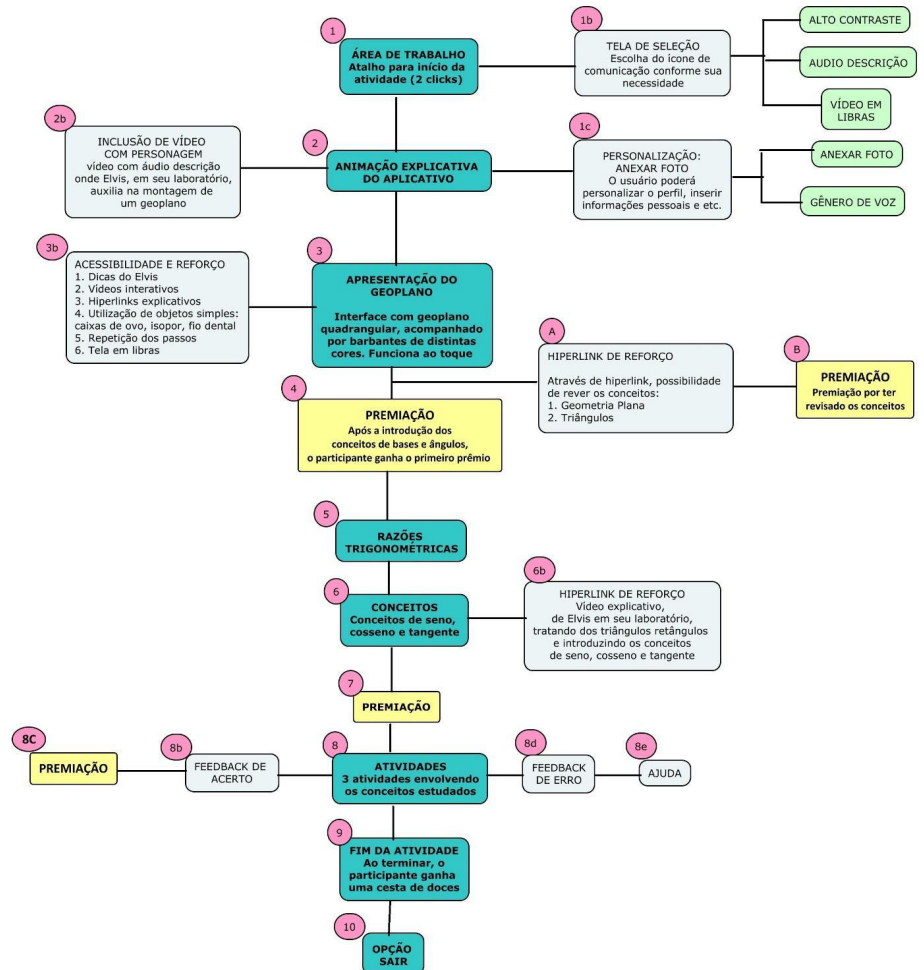 1
ÁREA DE TRABALHO
Atalho para início da
atividade (2 clicks)
1b
TELA DE SELEÇÃO
Escolha do ícone de
comunicação conforme sua
necessidade
ALTO CONTRASTE
AUDIO DESCRIÇÃO
VÍDEO EM
LIBRAS
2b
INCLUSÃO DE VÍDEO
COM PERSONAGEM
vídeo com áudio descrição
onde Elvis, em seu laboratório,
auxilia na montagem de
um geoplano
2
ANIMAÇÃO EXPLICATIVA
DO APLICATIVO
1c
PERSONALIZAÇÃO:
ANEXAR FOTO
O usuário poderá
personalizar o perfil, inserir
informações pessoais e etc.
ANEXAR FOTO
GÊNERO DE VOZ
3b
ACESSIBILIDADE E REFORÇO
1. Dicas do Elvis
2. Vídeos interativos
3. Hiperlinks explicativos
4. Utilização de objetos simples:
caixas de ovo, isopor, fio dental
5. Repetição dos passos
6. Tela em libras
3
APRESENTAÇÃO DO
GEOPLANO
Interface com geoplano
quadrangular, acompanhado
por barbantes de distintas
cores. Funciona ao toque
A
HIPERLINK DE REFORÇO
Através de hiperlink, possibilidade
de rever os conceitos:
1. Geometria Plana
2. Triângulos
B
PREMIAÇÃO
Premiação por ter
revisado os conceitos
4
PREMIAÇÃO
Após a introdução dos
conceitos de bases e ângulos,
o participante ganha o primeiro prêmio
5
RAZÕES
TRIGONOMÉTRICAS
6
CONCEITOS
Conceitos de seno,
cosseno e tangente
6b
HIPERLINK DE REFORÇO
Vídeo explicativo,
de Elvis em seu laboratório,
tratando dos triângulos retângulos
e introduzindo os conceitos
de seno, cosseno e tangente
7
PREMIAÇÃO
8C
PREMIAÇÃO
8b
FEEDBACK DE
ACERTO
8
ATIVIDADES
3 atividades envolvendo
os conceitos estudados
8d
FEEDBACK
DE ERRO
8e
AJUDA
9
FIM DA ATIVIDADE
Ao terminar, o
participante ganha
uma cesta de doces
10
OPÇÃO
SAIR